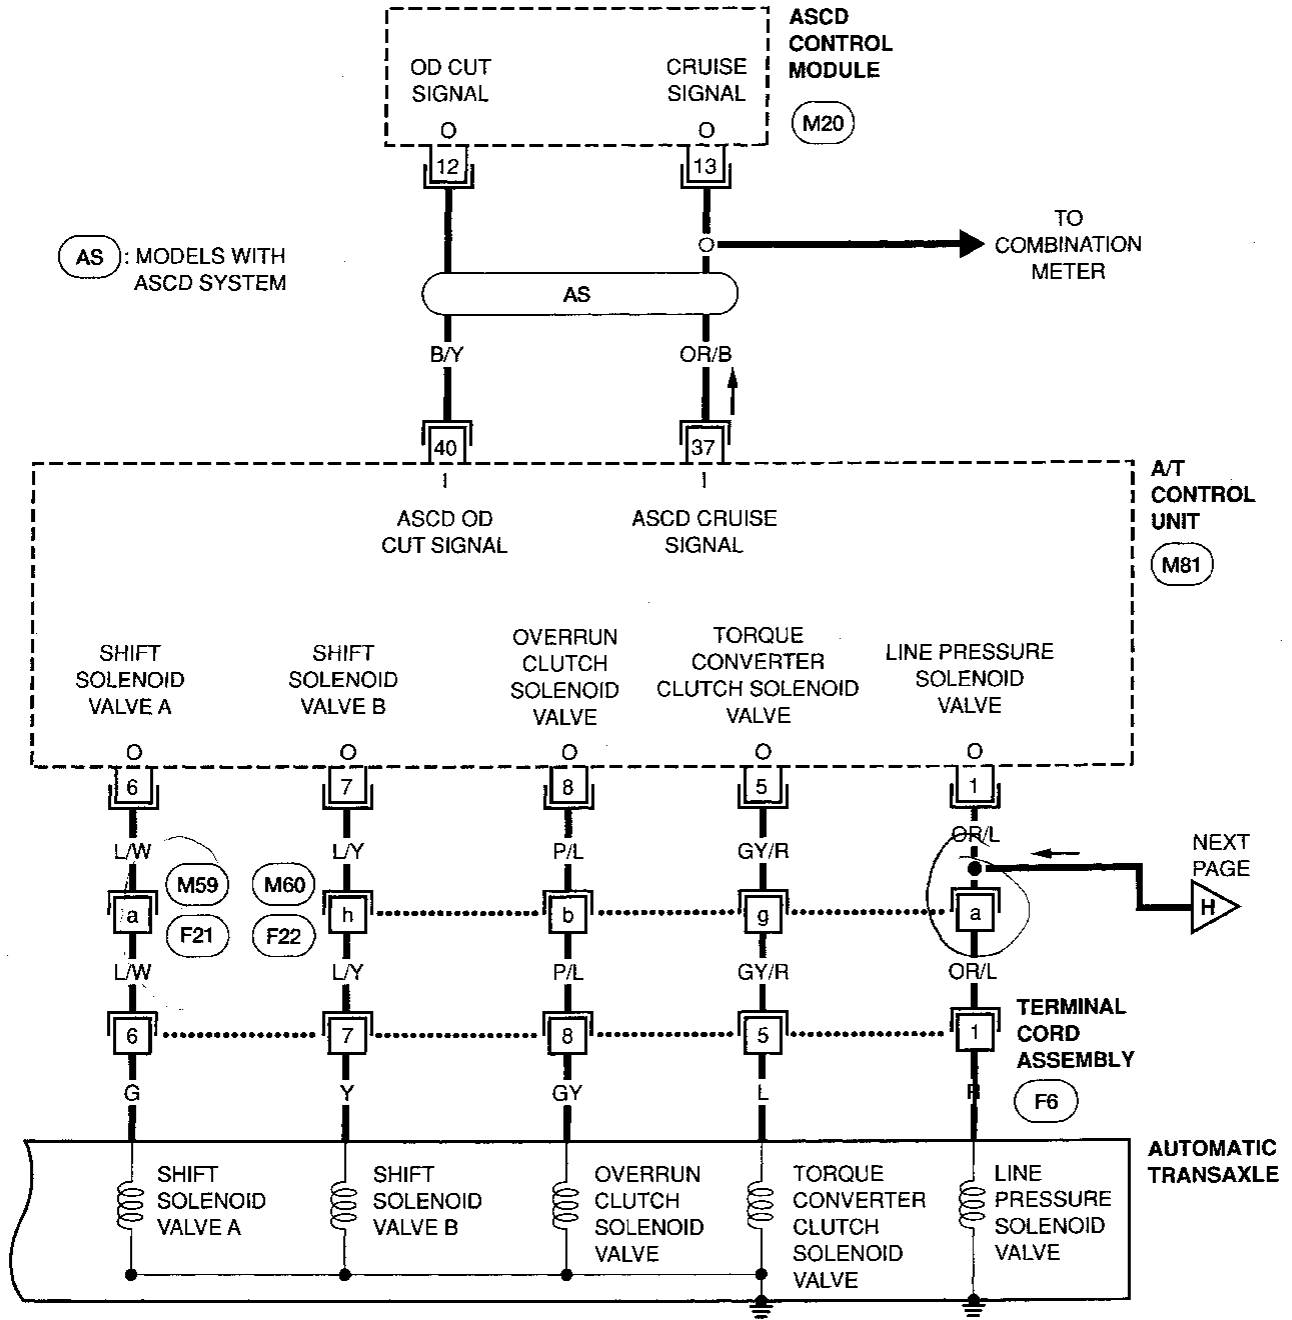 ASCD
CONTROL
MODULE
M20
OD CUT
SIGNAL
CRUISE
SIGNAL
O
O
12
13
TO
COMBINATION
METER
AS : MODELS WITH
ASCD SYSTEM
AS
B/Y
OR/B
40
37
A/T
CONTROL
UNIT
M81
I
I
ASCD OD
CUT SIGNAL
ASCD CRUISE
SIGNAL
SHIFT
SOLENOID
VALVE A
SHIFT
SOLENOID
VALVE B
OVERRUN
CLUTCH
SOLENOID
VALVE
TORQUE
CONVERTER
CLUTCH SOLENOID
VALVE
LINE PRESSURE
SOLENOID
VALVE
O
O
O
O
O
6
7
8
5
1
L/W
L/Y
P/L
GY/R
OR/L
NEXT
PAGE
H
M59
F21
M60
F22
a
h
b
g
a
L/W
L/Y
P/L
GY/R
OR/L
6
7
8
5
1
TERMINAL
CORD
ASSEMBLY
F6
G
Y
GY
L
AUTOMATIC
TRANSAXLE
SHIFT
SOLENOID
VALVE A
SHIFT
SOLENOID
VALVE B
OVERRUN
CLUTCH
SOLENOID
VALVE
TORQUE
CONVERTER
CLUTCH
SOLENOID
VALVE
LINE
PRESSURE
SOLENOID
VALVE